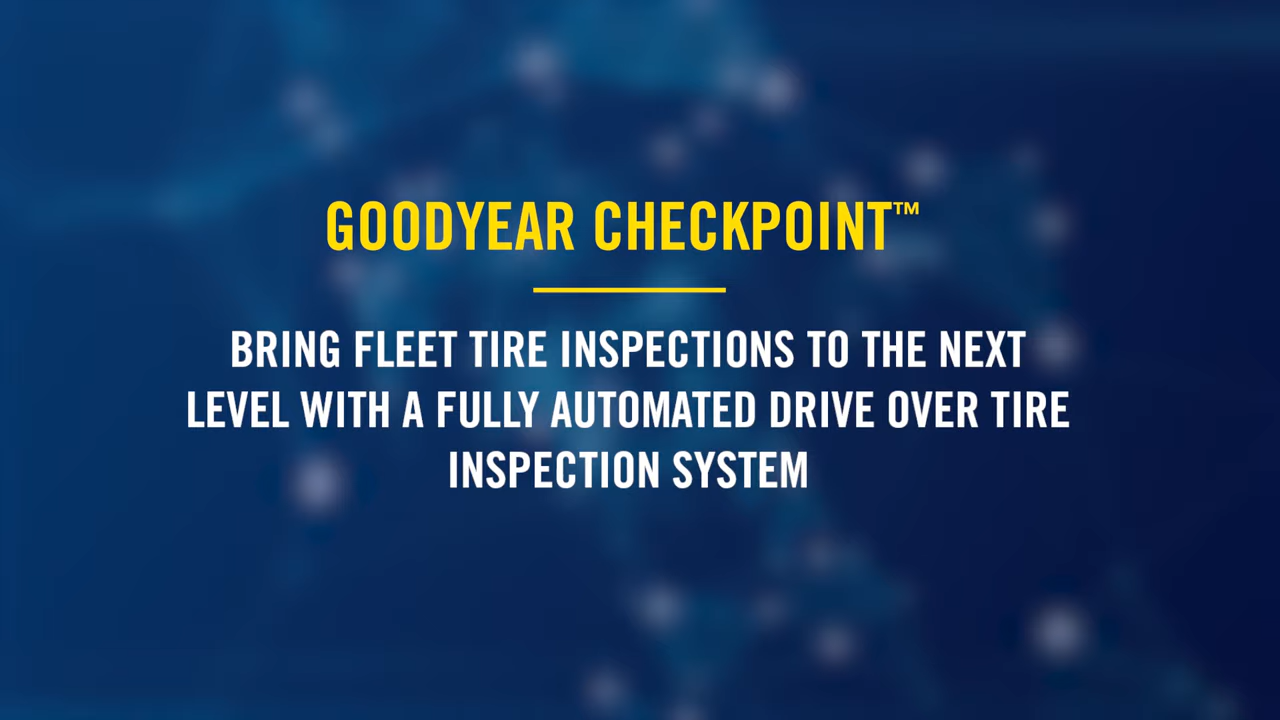 GOODYEAR CHECKPOINT™
BRING FLEET TIRE INSPECTIONS TO THE NEXT
LEVEL WITH A FULLY AUTOMATED DRIVE OVER TIRE
INSPECTION SYSTEM